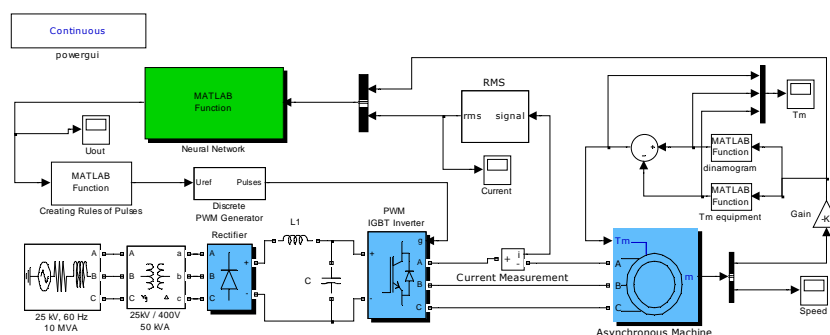 Continuous
powergui
MATLAB
Function
Neural Network
Uout
RMS
rms signal
Current
Tm
MATLAB
Function
dinamogram
MATLAB
Function
Tm equipment
Gain
-K
MATLAB
Function
Creating Rules of Pulses
Uref Pulses
Discrete
PWM Generator
Rectifier
L1
C
PWM
IGBT Inverter
g
+
-
A
B
C
+ i
-
Current Measurement
+
-
Tm
A
B
C
m
Asynchronous Machine
Speed
A
B
C
25 kV, 60 Hz
10 MVA
A a
B b
C c
25kV / 400V
50 kVA
A
B
C
+
-